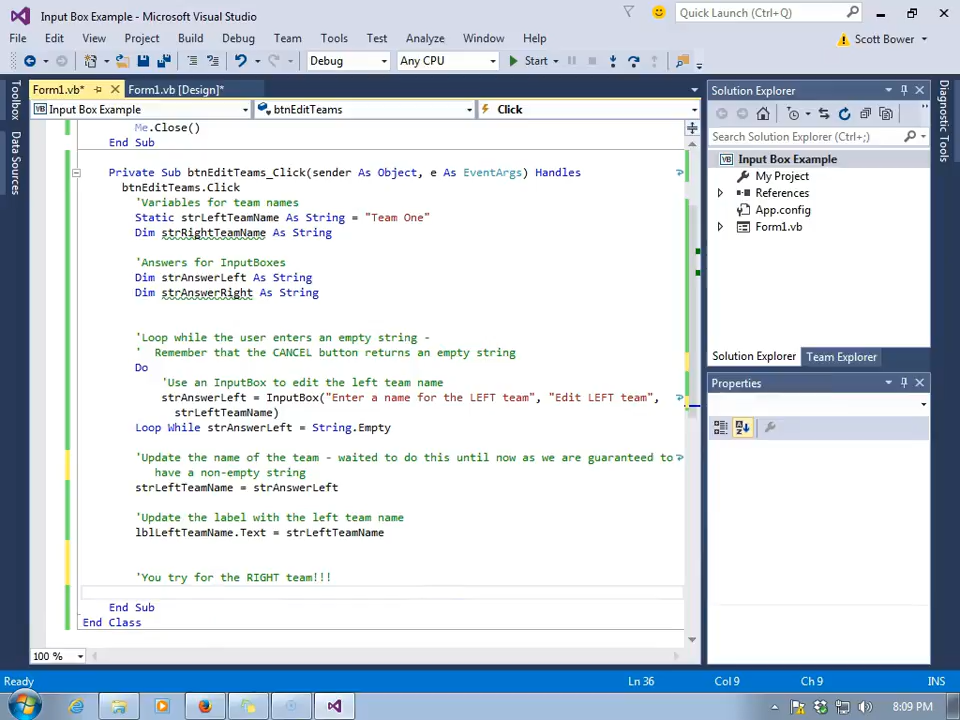 Input Box Example - Microsoft Visual Studio
Quick Launch (Ctrl+Q)
File Edit View Project Build Debug Team Tools Test Analyze Window Help
Scott Bower
Debug Any CPU Start
Form1.vb* Form1.vb [Design]*
Input Box Example btnEditTeams Click
Toolbox
Data Sources
Me.Close()
End Sub
Private Sub btnEditTeams_Click(sender As Object, e As EventArgs) Handles
btnEditTeams.Click
'Variables for team names
Static strLeftTeamName As String = "Team One"
Dim strRightTeamName As String
'Answers for InputBoxes
Dim strAnswerLeft As String
Dim strAnswerRight As String
'Loop while the user enters an empty string -
' Remember that the CANCEL button returns an empty string
Do
'Use an InputBox to edit the left team name
strAnswerLeft = InputBox("Enter a name for the LEFT team", "Edit LEFT team",
strLeftTeamName)
Loop While strAnswerLeft = String.Empty
'Update the name of the team - waited to do this until now as we are guaranteed to
have a non-empty string
strLeftTeamName = strAnswerLeft
'Update the label with the left team name
lblLeftTeamName.Text = strLeftTeamName
'You try for the RIGHT team!!!
End Sub
End Class
100 %
Solution Explorer
Search Solution Explorer (Ctrl+;)
Input Box Example
My Project
References
App.config
Form1.vb
Solution Explorer Team Explorer
Properties
Diagnostic Tools
Ready Ln 36 Col 9 Ch 9 INS
8:09 PM